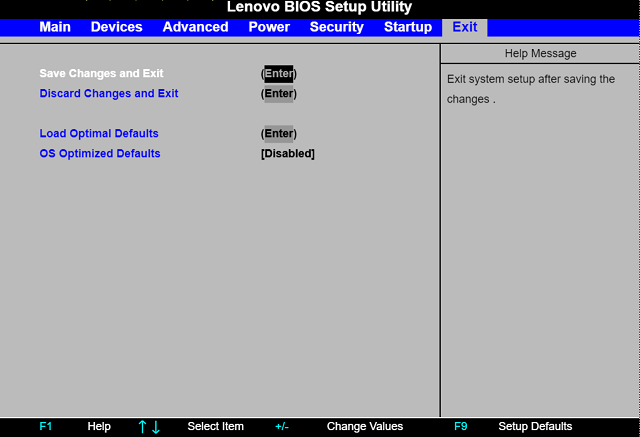 Lenovo BIOS Setup Utility
Main Devices Advanced Power Security Startup Exit
Help Message
Save Changes and Exit (Enter)
Exit system setup after saving the
Discard Changes and Exit (Enter)
changes .
Load Optimal Defaults (Enter)
OS Optimized Defaults [Disabled]
F1 Help ↑↓ Select Item +/- Change Values F9 Setup Defaults